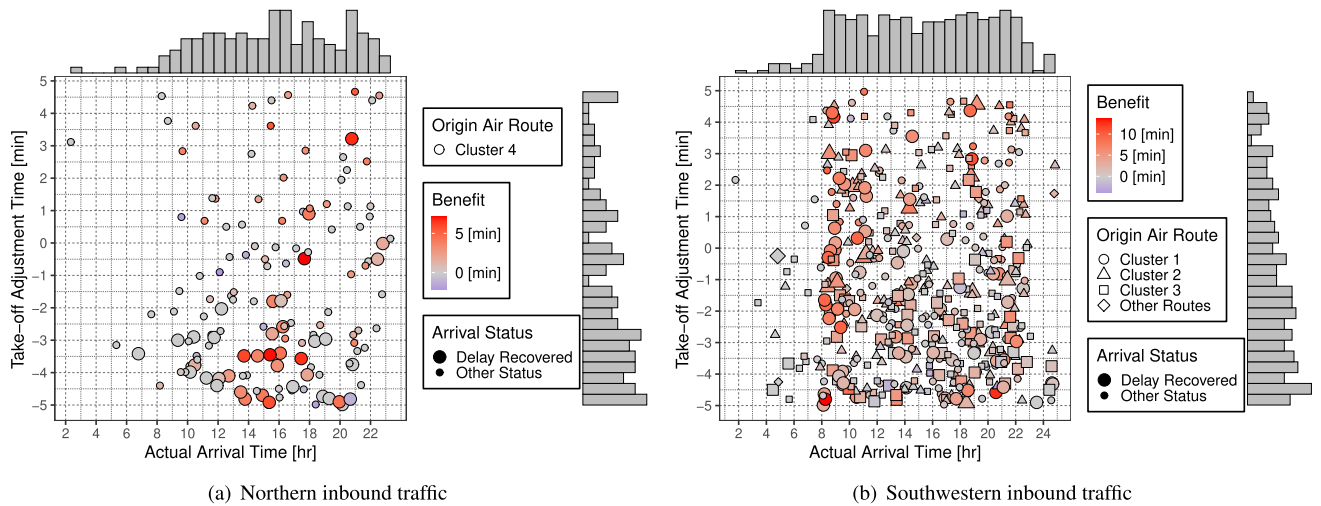 5
4
3
2
1
0
−1
−2
−3
−4
−5
Take−off Adjustment Time [min]
2 4 6 8 10 12 14 16 18 20 22
Actual Arrival Time [hr]
Origin Air Route
Cluster 4
Benefit
5 [min]
0 [min]
Arrival Status
Delay Recovered
Other Status
(a) Northern inbound traffic
5
4
3
2
1
0
−1
−2
−3
−4
−5
Take−off Adjustment Time [min]
2 4 6 8 10 12 14 16 18 20 22 24
Actual Arrival Time [hr]
Benefit
10 [min]
5 [min]
0 [min]
Origin Air Route
Cluster 1
Cluster 2
Cluster 3
Other Routes
Arrival Status
Delay Recovered
Other Status
(b) Southwestern inbound traffic